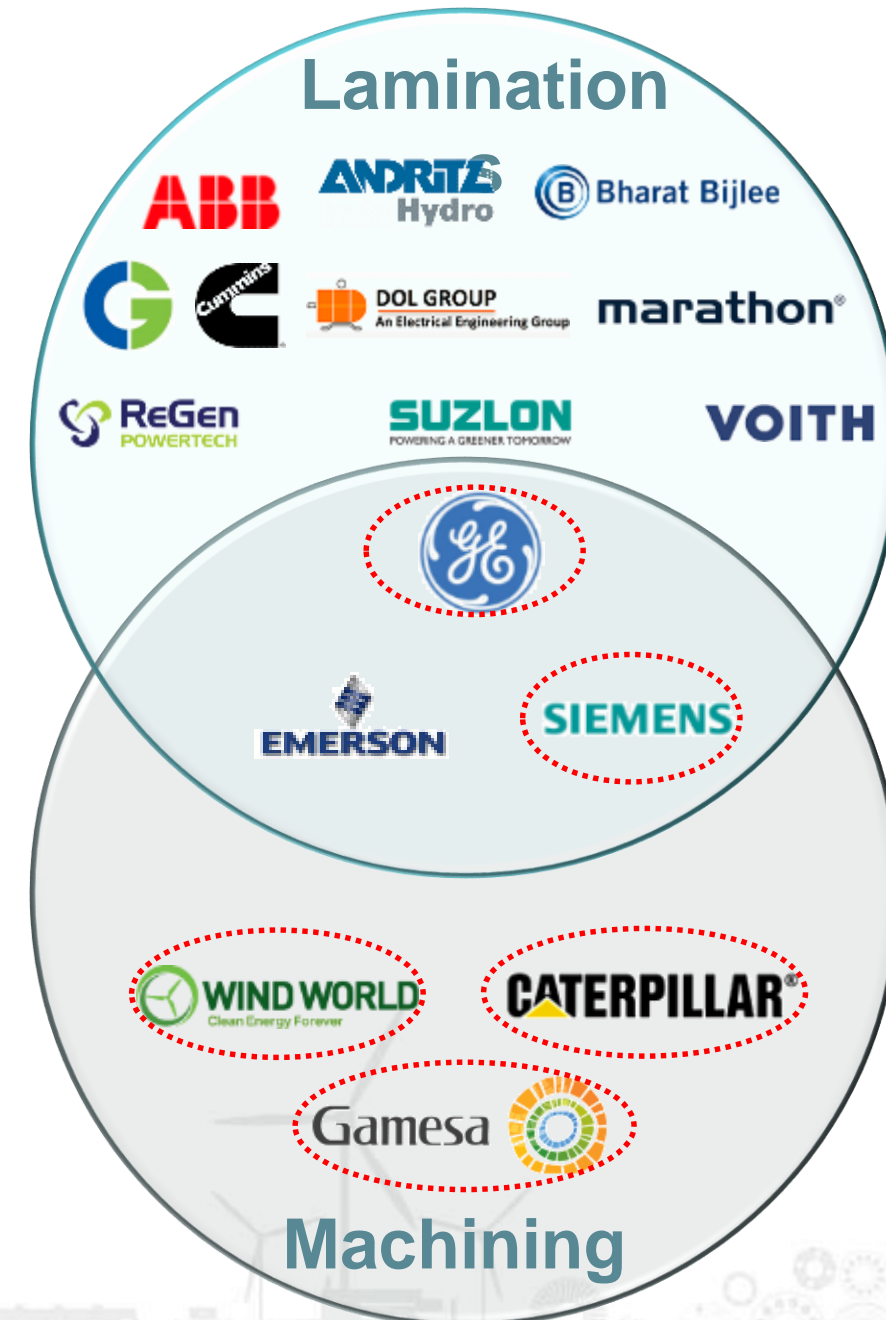 Lamination
s
ABB
ANDRITZ
Hydro
B Bharat Bijlee
G
Cummins
DOL GROUP
An Electrical Engineering Group
marathon®
ReGen
POWERTECH
SUZLON
POWERING A GREENER TOMORROW
VOITH
GE
EMERSON
SIEMENS
WIND WORLD
Clean Energy Forever
CATERPILLAR®
Gamesa
Machining